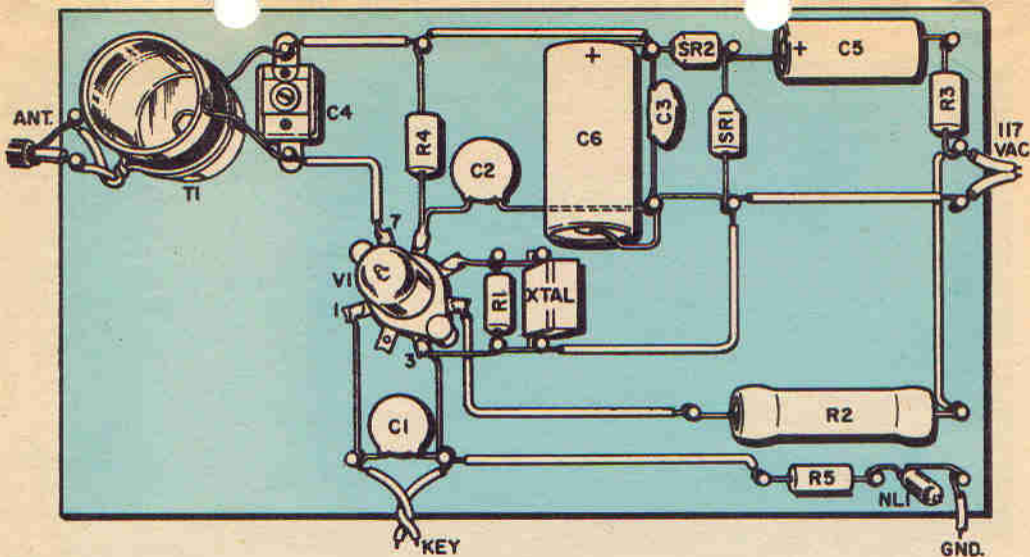 SR2
+
C5
+
C4
ANT.
R4
C3
SR1
R3
C6
117
VAC
C2
T1
7
V1
R1
XTAL
1
3
R2
C1
R5
NL1
KEY
GND.